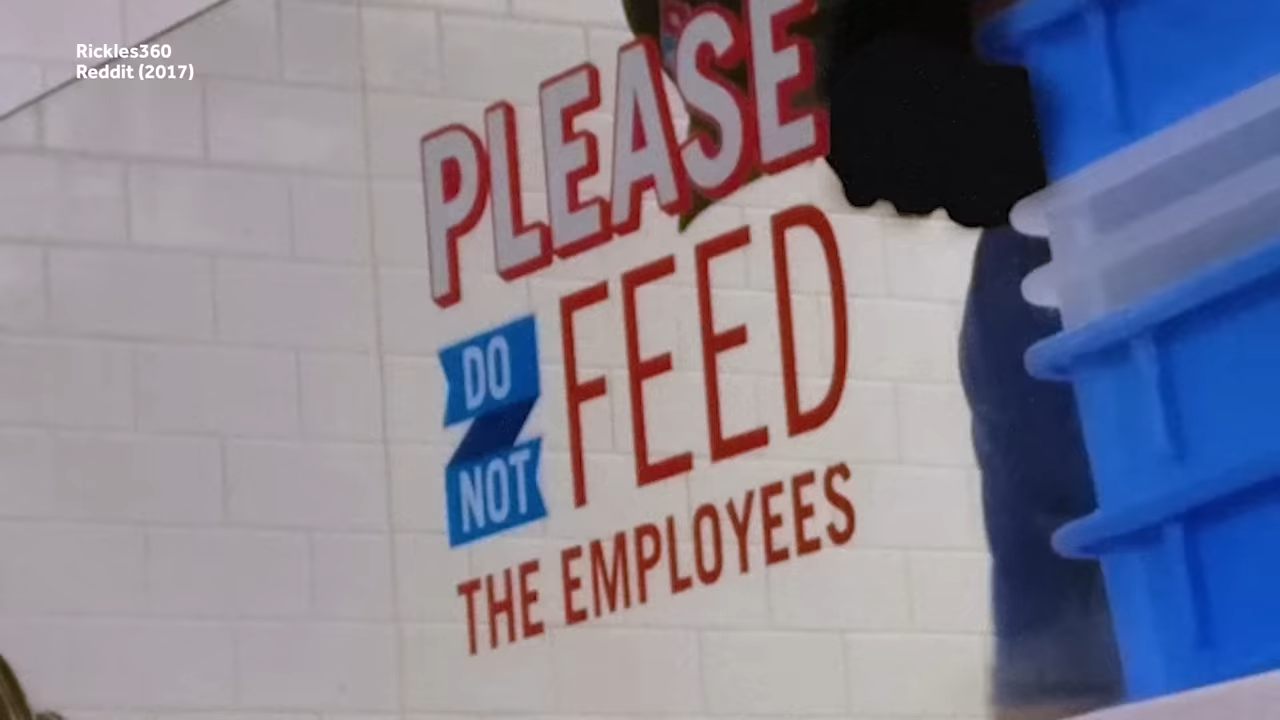 Rickles360
Reddit (2017)
PLEASE
DO
NOT
FEED
THE EMPLOYEES